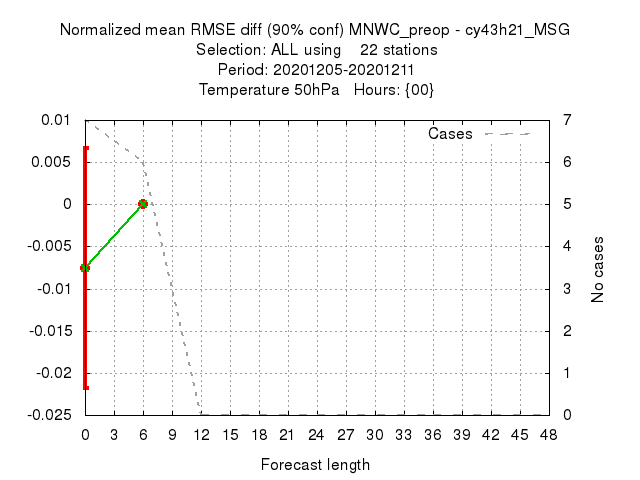 Normalized mean RMSE diff (90% conf) MNWC_preop - cy43h21_MSG
Selection: ALL using    22 stations
Period: 20201205-20201211
Temperature 50hPa   Hours: {00}
Cases
0.01
0.005
0
-0.005
-0.01
-0.015
-0.02
-0.025
7
6
5
4
3
2
1
0
No cases
0 3 6 9 12 15 18 21 24 27 30 33 36 39 42 45 48
Forecast length